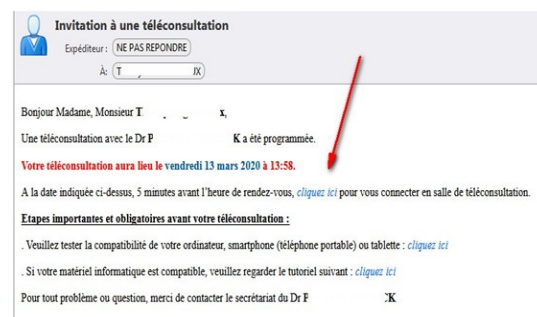 Invitation à une téléconsultation
Expéditeur : NE PAS REPONDRE
À: T IX
Bonjour Madame, Monsieur T x,
Une téléconsultation avec le Dr P K a été programmée.
Votre téléconsultation aura lieu le vendredi 13 mars 2020 à 13:58.
A la date indiquée ci-dessus, 5 minutes avant l'heure de rendez-vous, cliquez ici pour vous connecter en salle de téléconsultation.
Etapes importantes et obligatoires avant votre téléconsultation :
. Veuillez tester la compatibilité de votre ordinateur, smartphone (téléphone portable) ou tablette : cliquez ici
. Si votre matériel informatique est compatible, veuillez regarder le tutoriel suivant : cliquez ici
Pour tout problème ou question, merci de contacter le secrétariat du Dr P CK